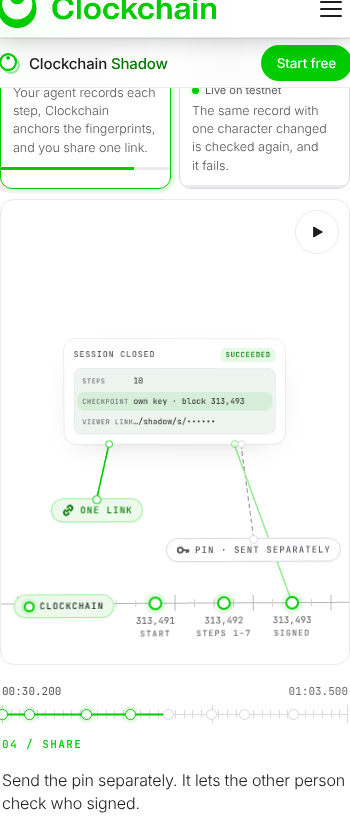 Clockchain
Clockchain Shadow
Start free
Your agent records each
step, Clockchain
anchors the fingerprints,
and you share one link.
Live on testnet
The same record with
one character changed
is checked again, and
it fails.
SESSION CLOSED
SUCCEEDED
STEPS 10
CHECKPOINT own key · block 313,493
VIEWER LINK …/shadow/s/••••••
ONE LINK
PIN · SENT SEPARATELY
CLOCKCHAIN
313,491
START
313,492
STEPS 1–7
313,493
SIGNED
00:30.200
01:03.500
04 / SHARE
Send the pin separately. It lets the other person
check who signed.